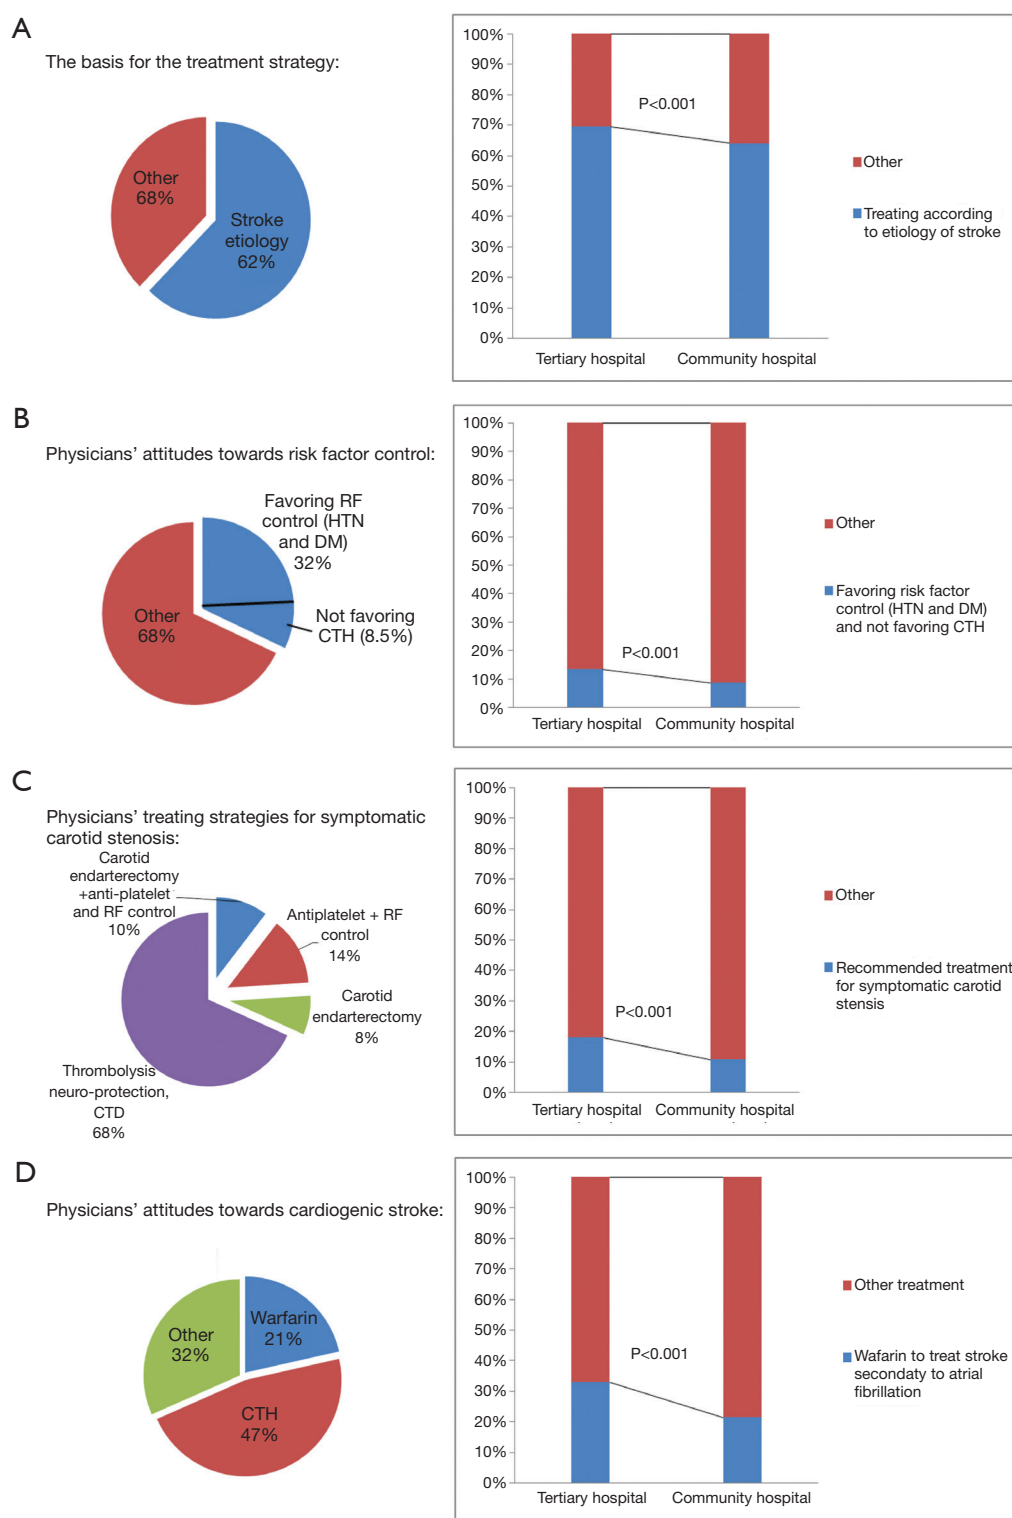 A
The basis for the treatment strategy:
Other
68%
Stroke
etiology
62%
100%
90%
80%
70%
60%
50%
40%
30%
20%
10%
0%
P<0.001
Tertiary hospital
Community hospital
Other
Treating according
to etiology of stroke
B
Physicians' attitudes towards risk factor control:
Favoring RF
control (HTN
and DM)
32%
Other
68%
Not favoring
CTH (8.5%)
100%
90%
80%
70%
60%
50%
40%
30%
20%
10%
0%
P<0.001
Tertiary hospital
Community hospital
Other
Favoring risk factor
control (HTN and DM)
and not favoring CTH
C
Physicians' treating strategies for symptomatic
carotid stenosis:
Carotid
endarterectomy
+anti-platelet
and RF control
10%
Antiplatelet + RF
control
14%
Carotid
endarterectomy
8%
Thrombolysis
neuro-protection,
CTD
68%
100%
90%
80%
70%
60%
50%
40%
30%
20%
10%
0%
P<0.001
Tertiary hospital
Community hospital
Other
Recommended treatment
for symptomatic carotid
stensis
D
Physicians' attitudes towards cardiogenic stroke:
Other
32%
Warfarin
21%
CTH
47%
100%
90%
80%
70%
60%
50%
40%
30%
20%
10%
0%
P<0.001
Tertiary hospital
Community hospital
Other treatment
Wafarin to treat stroke
secondaty to atrial
fibrillation